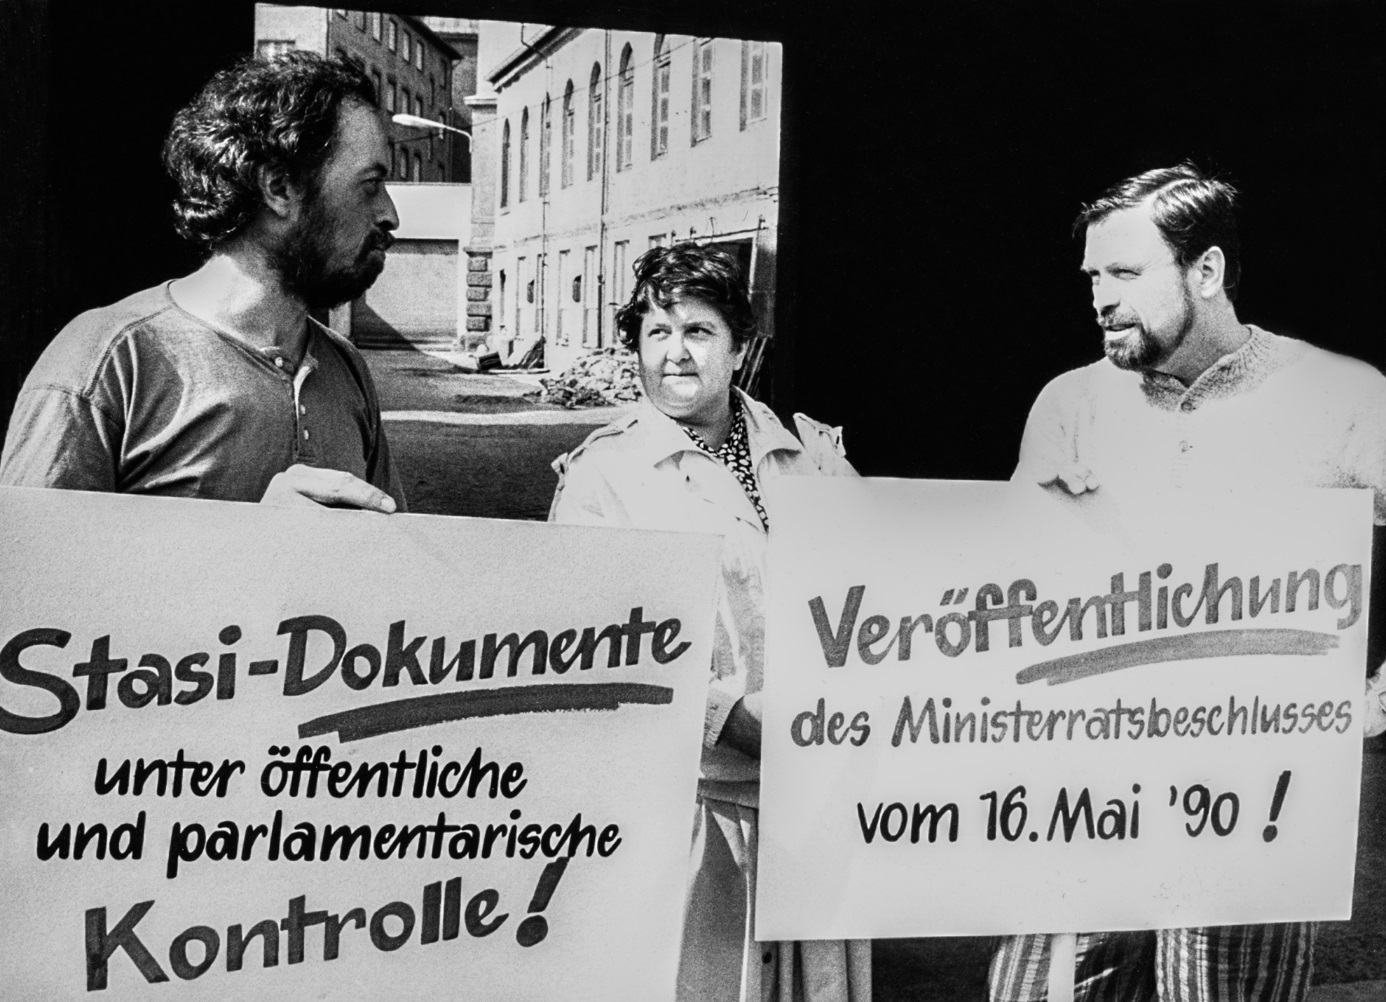 Stasi-Dokumente
unter öffentliche
und parlamentarische
Kontrolle!
Veröffentlichung
des Ministerratsbeschlusses
vom 16. Mai '90!